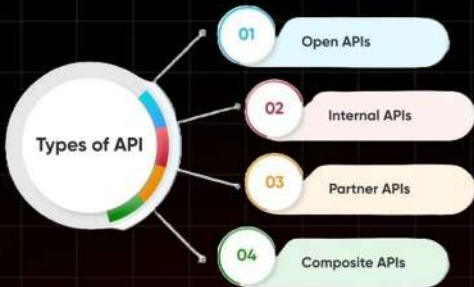 Types of API
01
Open APIs
02
Internal APIs
03
Partner APIs
04
Composite APIs